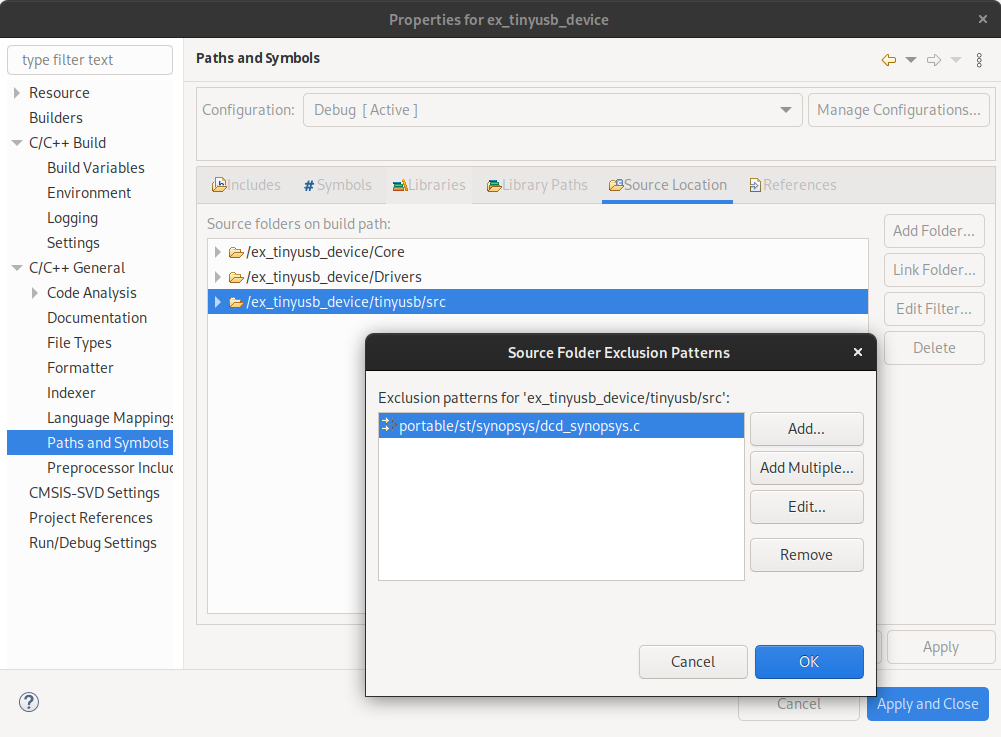 Properties for ex_tinyusb_device
type filter text
Resource
Builders
C/C++ Build
Build Variables
Environment
Logging
Settings
C/C++ General
Code Analysis
Documentation
File Types
Formatter
Indexer
Language Mappings
Paths and Symbols
Preprocessor Includ
CMSIS-SVD Settings
Project References
Run/Debug Settings
Paths and Symbols
Configuration:
Debug [ Active ]
Manage Configurations...
Includes
# Symbols
Libraries
Library Paths
Source Location
References
Source folders on build path:
/ex_tinyusb_device/Core
/ex_tinyusb_device/Drivers
/ex_tinyusb_device/tinyusb/src
Add Folder...
Link Folder...
Edit Filter...
Delete
Source Folder Exclusion Patterns
Exclusion patterns for 'ex_tinyusb_device/tinyusb/src':
portable/st/synopsys/dcd_synopsys.c
Add...
Add Multiple...
Edit...
Remove
Cancel
OK
Apply
Cancel
Apply and Close